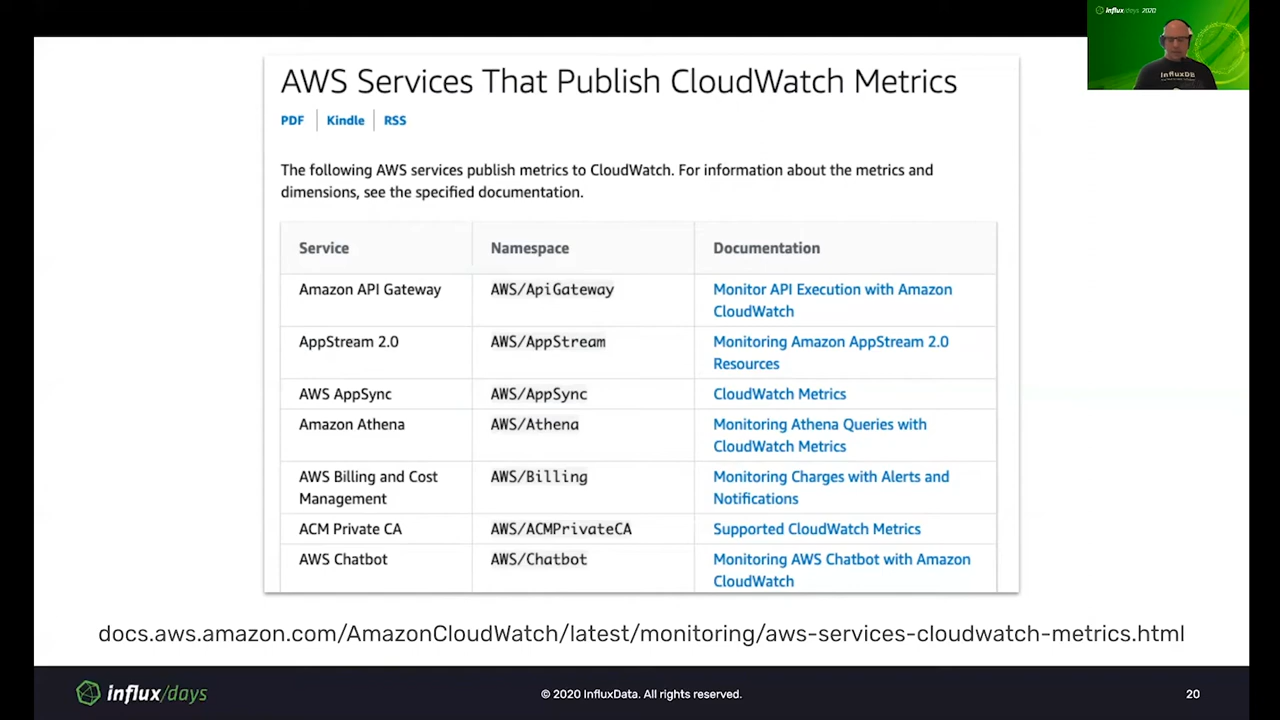 influx/days 2020
InfluxDB
AWS Services That Publish CloudWatch Metrics
PDF
Kindle
RSS
The following AWS services publish metrics to CloudWatch. For information about the metrics and
dimensions, see the specified documentation.
Service
Namespace
Documentation
Amazon API Gateway
AWS/ApiGateway
Monitor API Execution with Amazon
CloudWatch
AppStream 2.0
AWS/AppStream
Monitoring Amazon AppStream 2.0
Resources
AWS AppSync
AWS/AppSync
CloudWatch Metrics
Amazon Athena
AWS/Athena
Monitoring Athena Queries with
CloudWatch Metrics
AWS Billing and Cost
Management
AWS/Billing
Monitoring Charges with Alerts and
Notifications
ACM Private CA
AWS/ACMPrivateCA
Supported CloudWatch Metrics
AWS Chatbot
AWS/Chatbot
Monitoring AWS Chatbot with Amazon
CloudWatch
docs.aws.amazon.com/AmazonCloudWatch/latest/monitoring/aws-services-cloudwatch-metrics.html
influx/days
© 2020 InfluxData. All rights reserved.
20